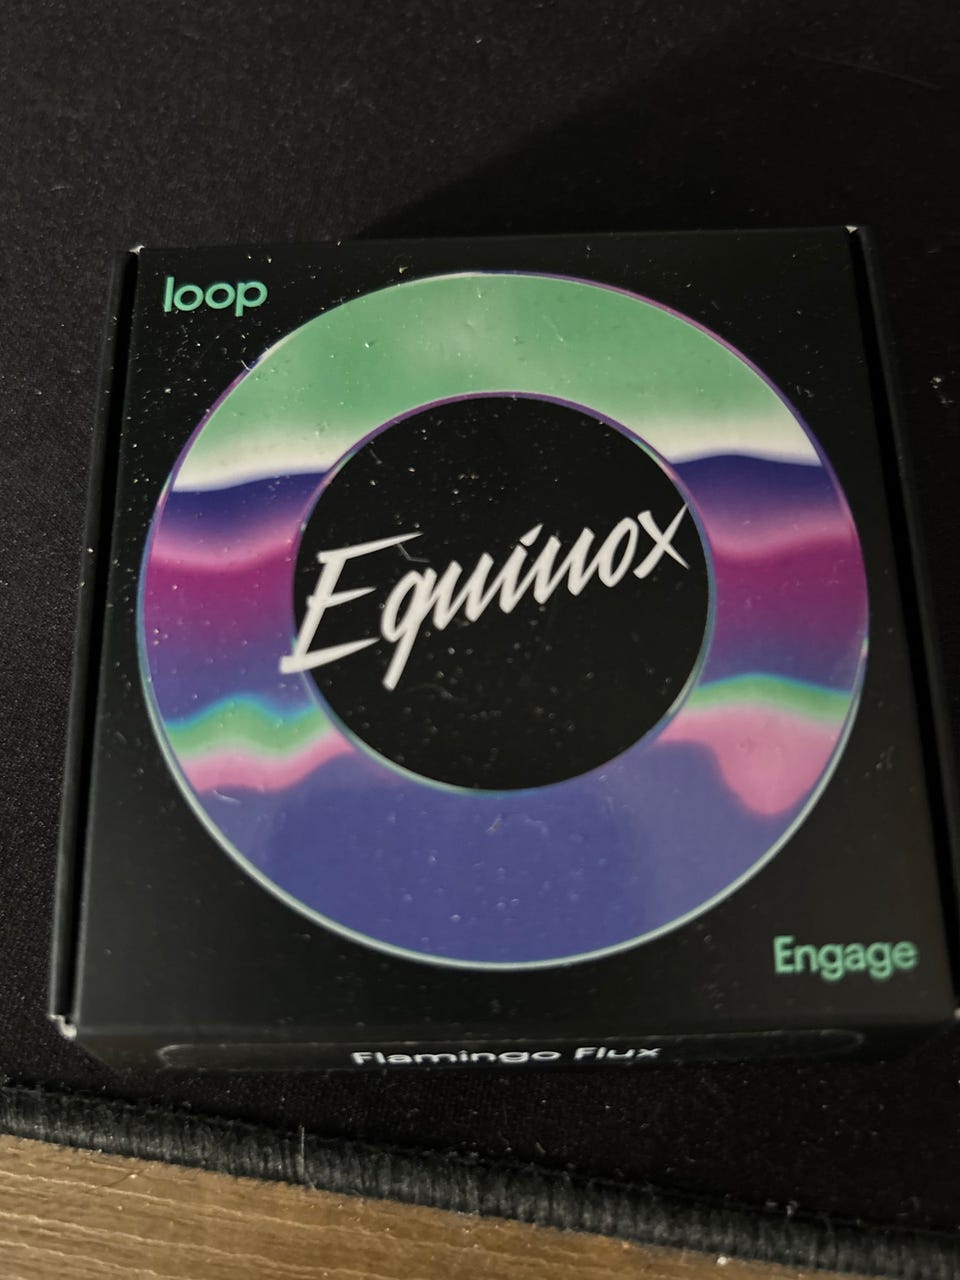 loop
Equinox
Engage
Flamingo Flux